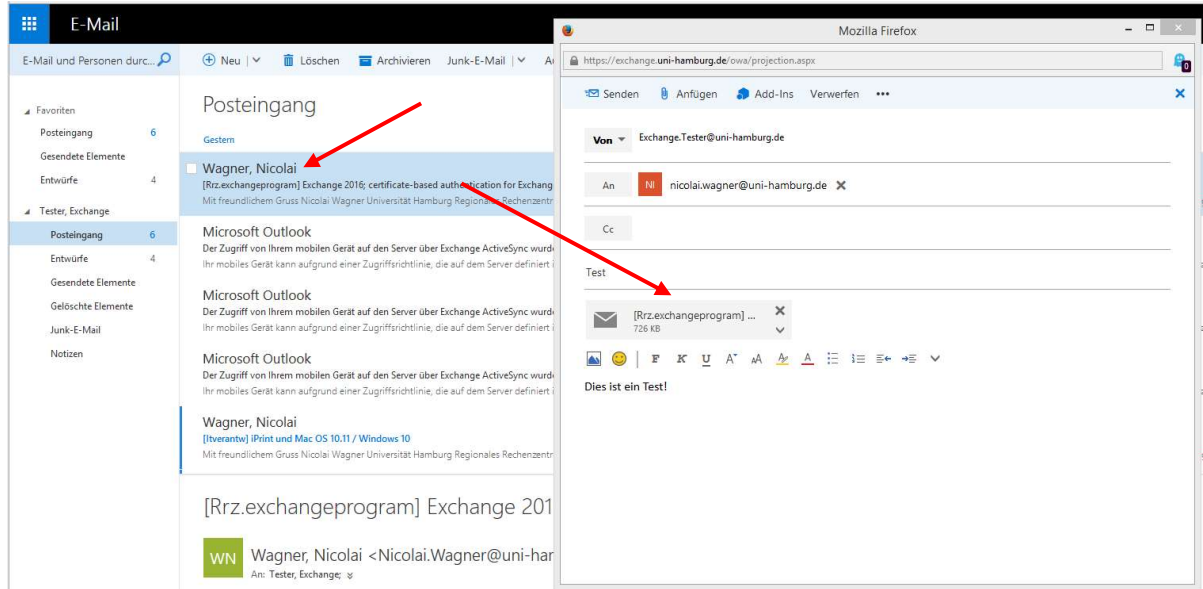 E-Mail
E-Mail und Personen durc...
Neu
Löschen
Archivieren
Junk-E-Mail
Favoriten
Posteingang 6
Gesendete Elemente
Entwürfe 4
Tester, Exchange
Posteingang 6
Entwürfe 4
Gesendete Elemente
Gelöschte Elemente
Junk-E-Mail
Notizen
Posteingang
Gestern
Wagner, Nicolai
[Rrz.exchangeprogram] Exchange 2016; certificate-based authentication for Exchang
Mit freundlichem Gruss Nicolai Wagner Universität Hamburg Regionales Rechenzentr
Microsoft Outlook
Der Zugriff von Ihrem mobilen Gerät auf den Server über Exchange ActiveSync wurde
Ihr mobiles Gerät kann aufgrund einer Zugriffsrichtlinie, die auf dem Server definiert i
Microsoft Outlook
Der Zugriff von Ihrem mobilen Gerät auf den Server über Exchange ActiveSync wurde
Ihr mobiles Gerät kann aufgrund einer Zugriffsrichtlinie, die auf dem Server definiert i
Microsoft Outlook
Der Zugriff von Ihrem mobilen Gerät auf den Server über Exchange ActiveSync wurde
Ihr mobiles Gerät kann aufgrund einer Zugriffsrichtlinie, die auf dem Server definiert i
Wagner, Nicolai
[Itverantw] iPrint und Mac OS 10.11 / Windows 10
Mit freundlichem Gruss Nicolai Wagner Universität Hamburg Regionales Rechenzentr
[Rrz.exchangeprogram] Exchange 201
WN
Wagner, Nicolai <Nicolai.Wagner@uni-har
An: Tester, Exchange;
Mozilla Firefox
https://exchange.uni-hamburg.de/owa/projection.aspx
0
Senden
Anfügen
Add-Ins
Verwerfen
Von Exchange.Tester@uni-hamburg.de
An NI nicolai.wagner@uni-hamburg.de
Cc
Test
[Rrz.exchangeprogram] ...
726 KB
F K U A AA A A
Dies ist ein Test!